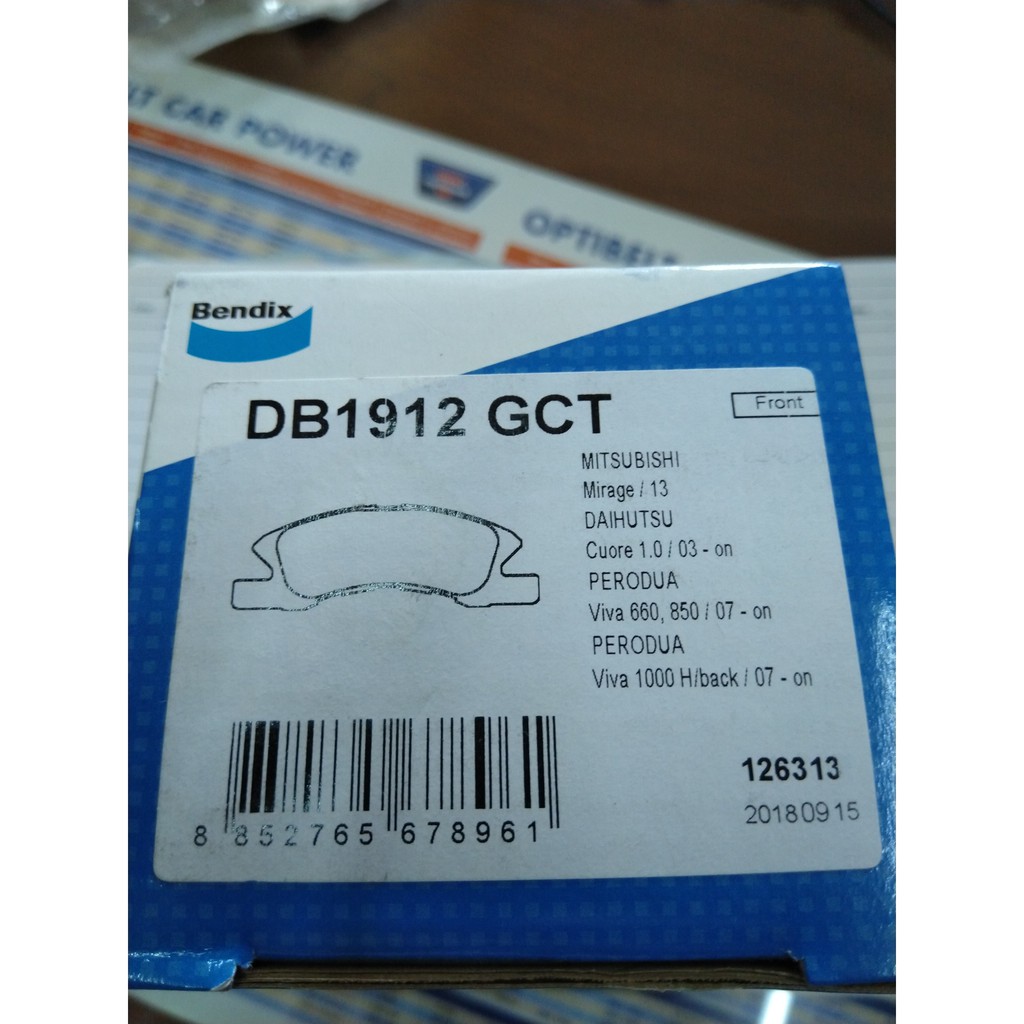 CAR POWER
OPTIBELT
Bendix
DB1912 GCT
Front
MITSUBISHI
Mirage / 13
DAIHUTSU
Cuore 1.0 / 03 - on
PERODUA
Viva 660, 850 / 07 - on
PERODUA
Viva 1000 H/back / 07 - on
126313
20180915
8 852765 678961